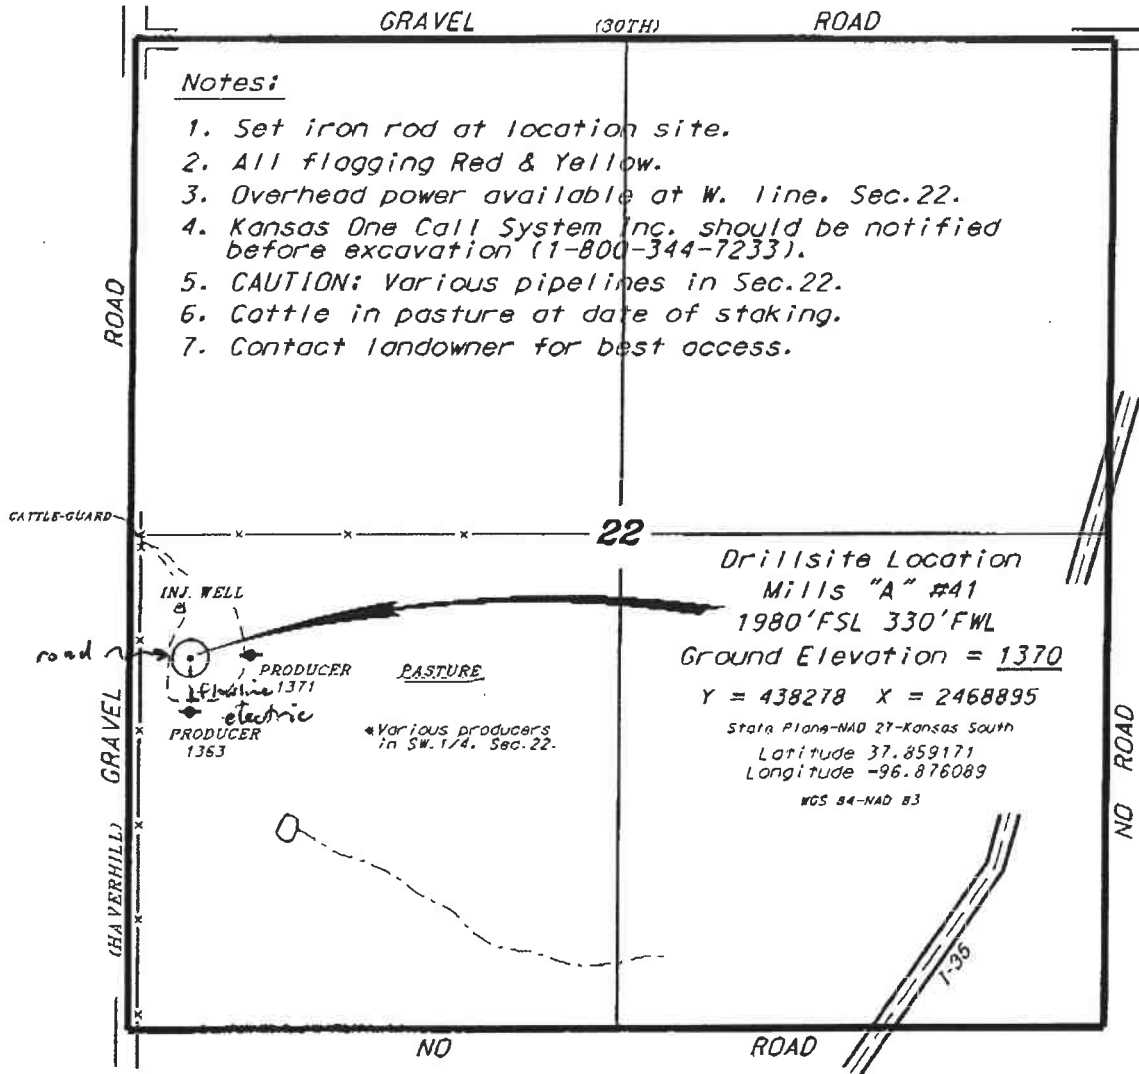 GRAVEL (30TH) ROAD
Notes:
1. Set iron rod at location site.
2. All flagging Red & Yellow.
3. Overhead power available at W. line. Sec.22.
4. Kansas One Call System Inc. should be notified
before excavation (1-800-344-7233).
5. CAUTION: Various pipelines in Sec.22.
6. Cattle in pasture at date of staking.
7. Contact landowner for best access.
ROAD
GRAVEL
(HAVERHILL)
CATTLE-GUARD
22
INJ. WELL
road
PRODUCER
1371
electric
PRODUCER
1363
PASTURE
*Various producers
in SW.1/4. Sec.22.
Drillsite Location
Mills "A" #41
1980'FSL 330'FWL
Ground Elevation = 1370
Y = 438278 X = 2468895
State Plane-NAD 27-Kansas South
Latitude 37.859171
Longitude -96.876089
WGS 84-NAD 83
NO ROAD
I-35
NO ROAD